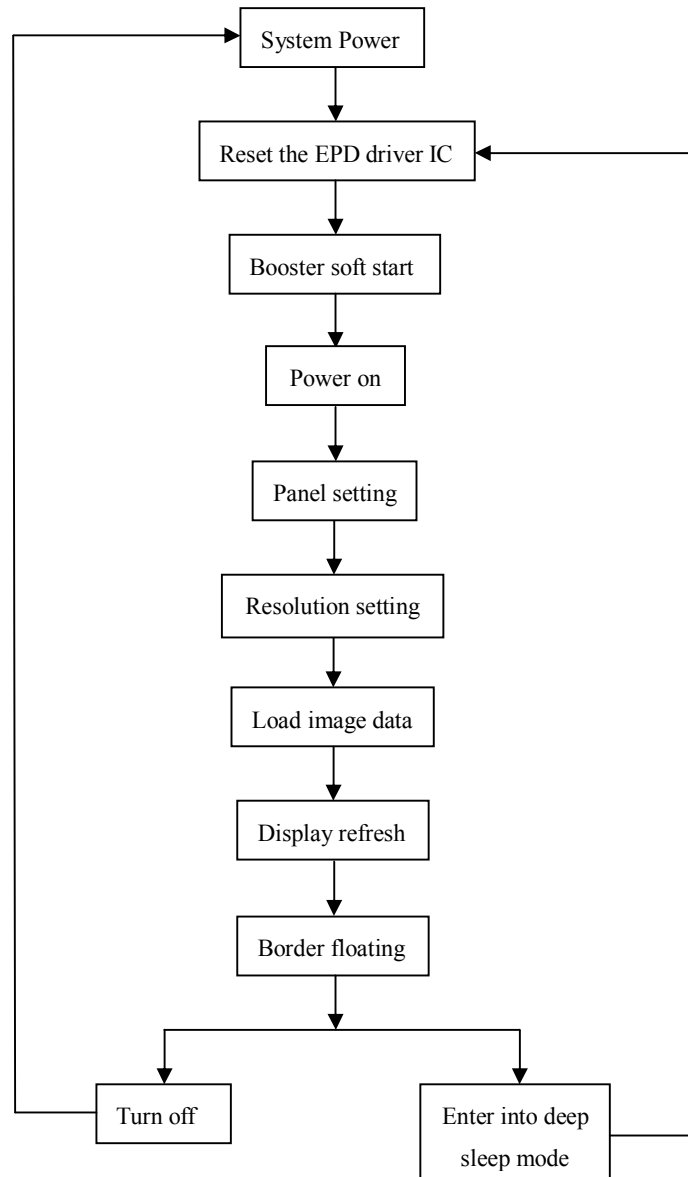 System Power
Reset the EPD driver IC
Booster soft start
Power on
Panel setting
Resolution setting
Load image data
Display refresh
Border floating
Turn off
Enter into deep
sleep mode